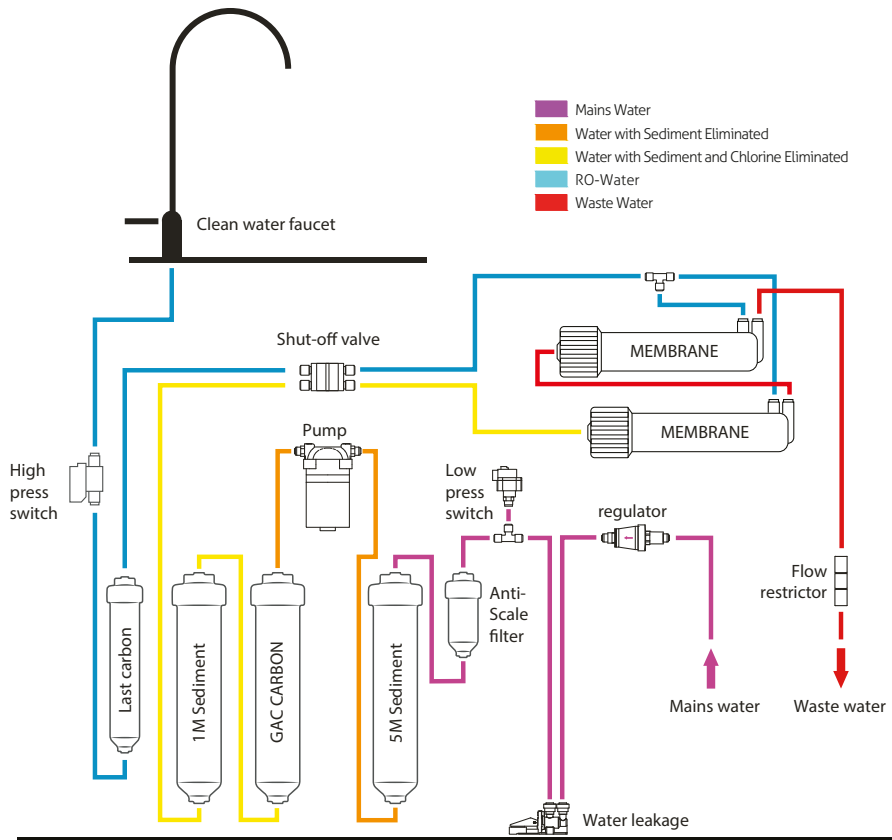 Mains Water
Water with Sediment Eliminated
Water with Sediment and Chlorine Eliminated
RO-Water
Waste Water
Clean water faucet
Shut-off valve
MEMBRANE
MEMBRANE
Pump
High
press
switch
Low
press
switch
regulator
Anti-
Scale
filter
Flow
restrictor
Last carbon
1M Sediment
GAC CARBON
5M Sediment
Mains water
Waste water
Water leakage